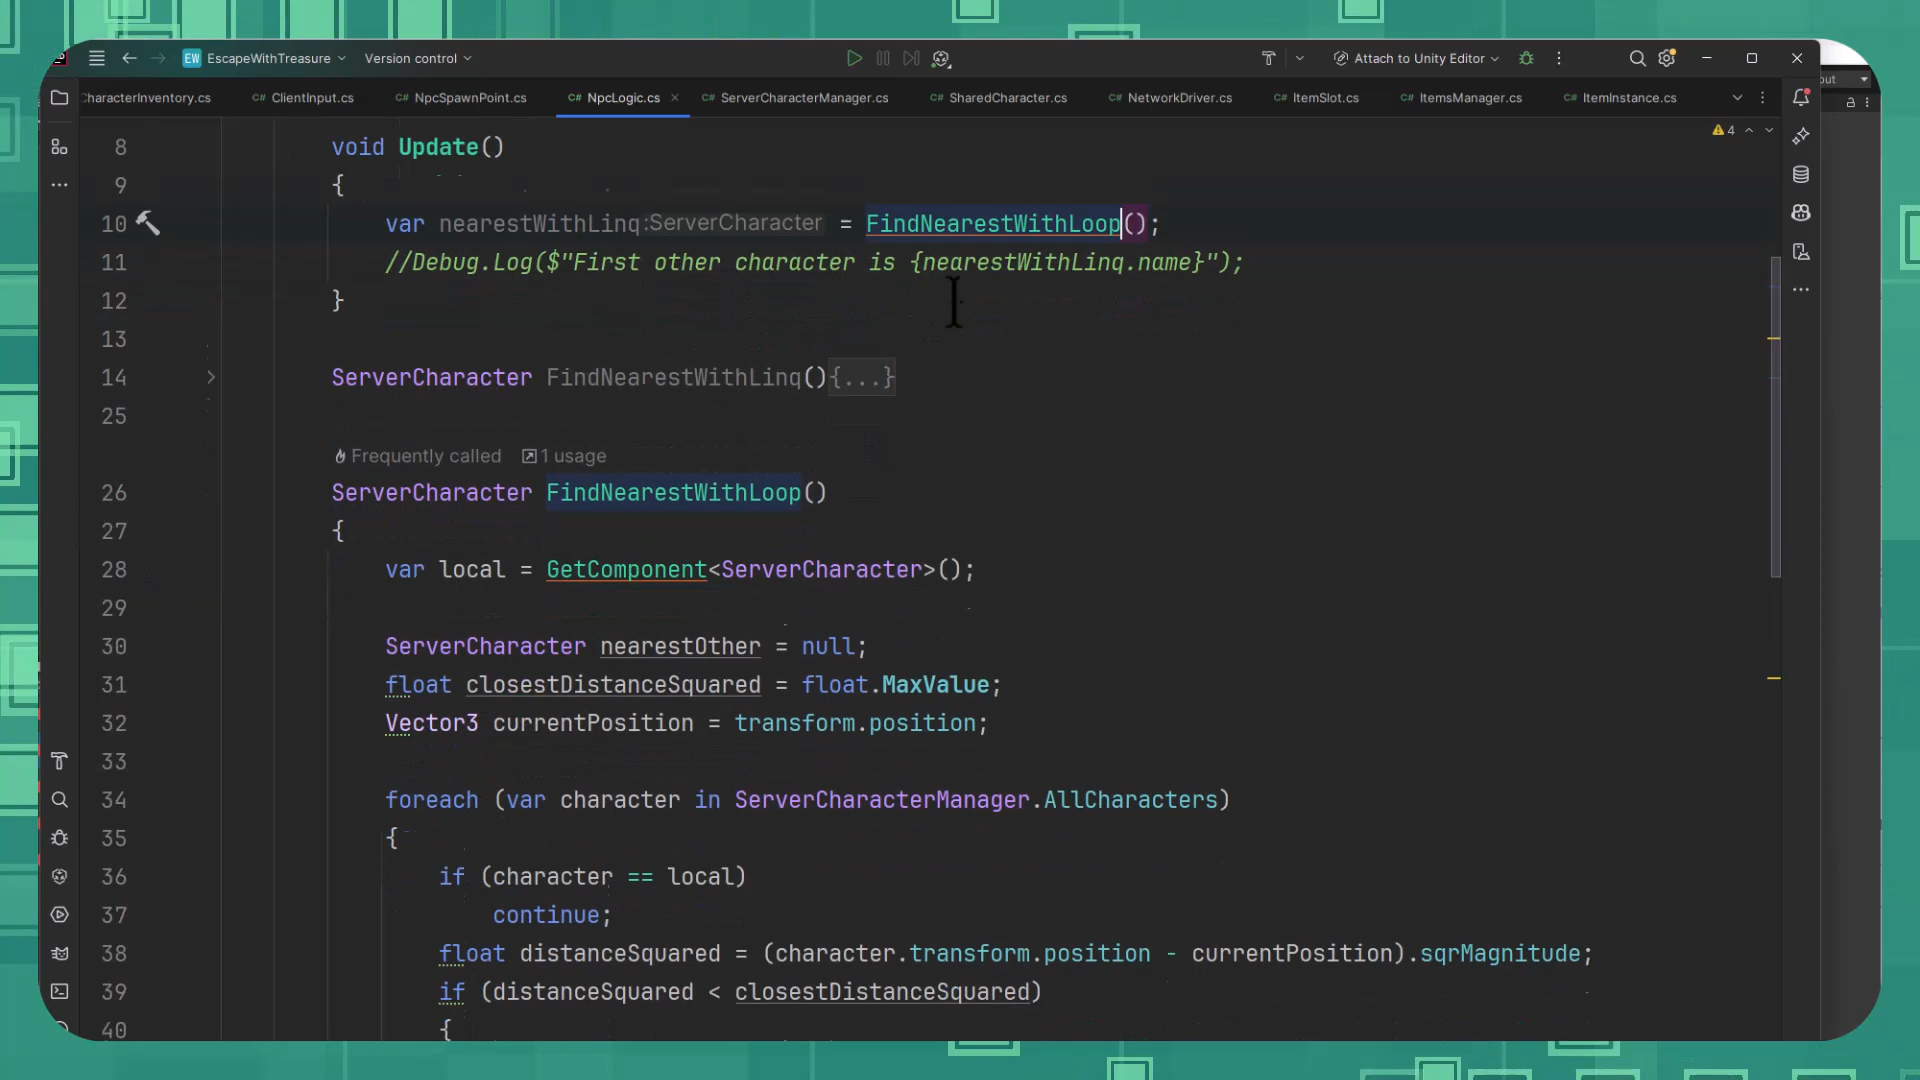 EW EscapeWithTreasure Version control Attach to Unity Editor
CharacterInventory.cs C# ClientInput.cs C# NpcSpawnPoint.cs C# NpcLogic.cs C# ServerCharacterManager.cs C# SharedCharacter.cs C# NetworkDriver.cs C# ItemSlot.cs C# ItemsManager.cs C# ItemInstance.cs
out
4
8 void Update()
9 {
10 var nearestWithLinq:ServerCharacter = FindNearestWithLoop();
11 //Debug.Log($"First other character is {nearestWithLinq.name}");
12 }
13
14 ServerCharacter FindNearestWithLinq(){...}
25
Frequently called 1 usage
26 ServerCharacter FindNearestWithLoop()
27 {
28 var local = GetComponent<ServerCharacter>();
29
30 ServerCharacter nearestOther = null;
31 float closestDistanceSquared = float.MaxValue;
32 Vector3 currentPosition = transform.position;
33
34 foreach (var character in ServerCharacterManager.AllCharacters)
35 {
36 if (character == local)
37 continue;
38 float distanceSquared = (character.transform.position - currentPosition).sqrMagnitude;
39 if (distanceSquared < closestDistanceSquared)
40 {